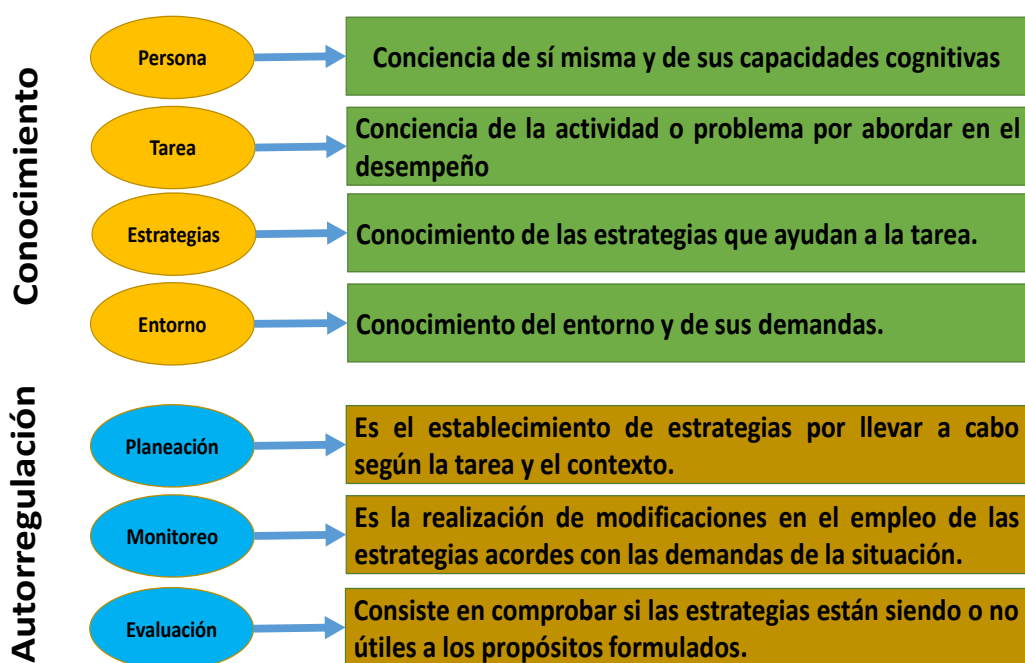 Conocimiento
Persona
Conciencia de sí misma y de sus capacidades cognitivas
Tarea
Conciencia de la actividad o problema por abordar en el
desempeño
Estrategias
Conocimiento de las estrategias que ayudan a la tarea.
Entorno
Conocimiento del entorno y de sus demandas.
Autorregulación
Planeación
Es el establecimiento de estrategias por llevar a cabo
según la tarea y el contexto.
Monitoreo
Es la realización de modificaciones en el empleo de las
estrategias acordes con las demandas de la situación.
Evaluación
Consiste en comprobar si las estrategias están siendo o no
útiles a los propósitos formulados.